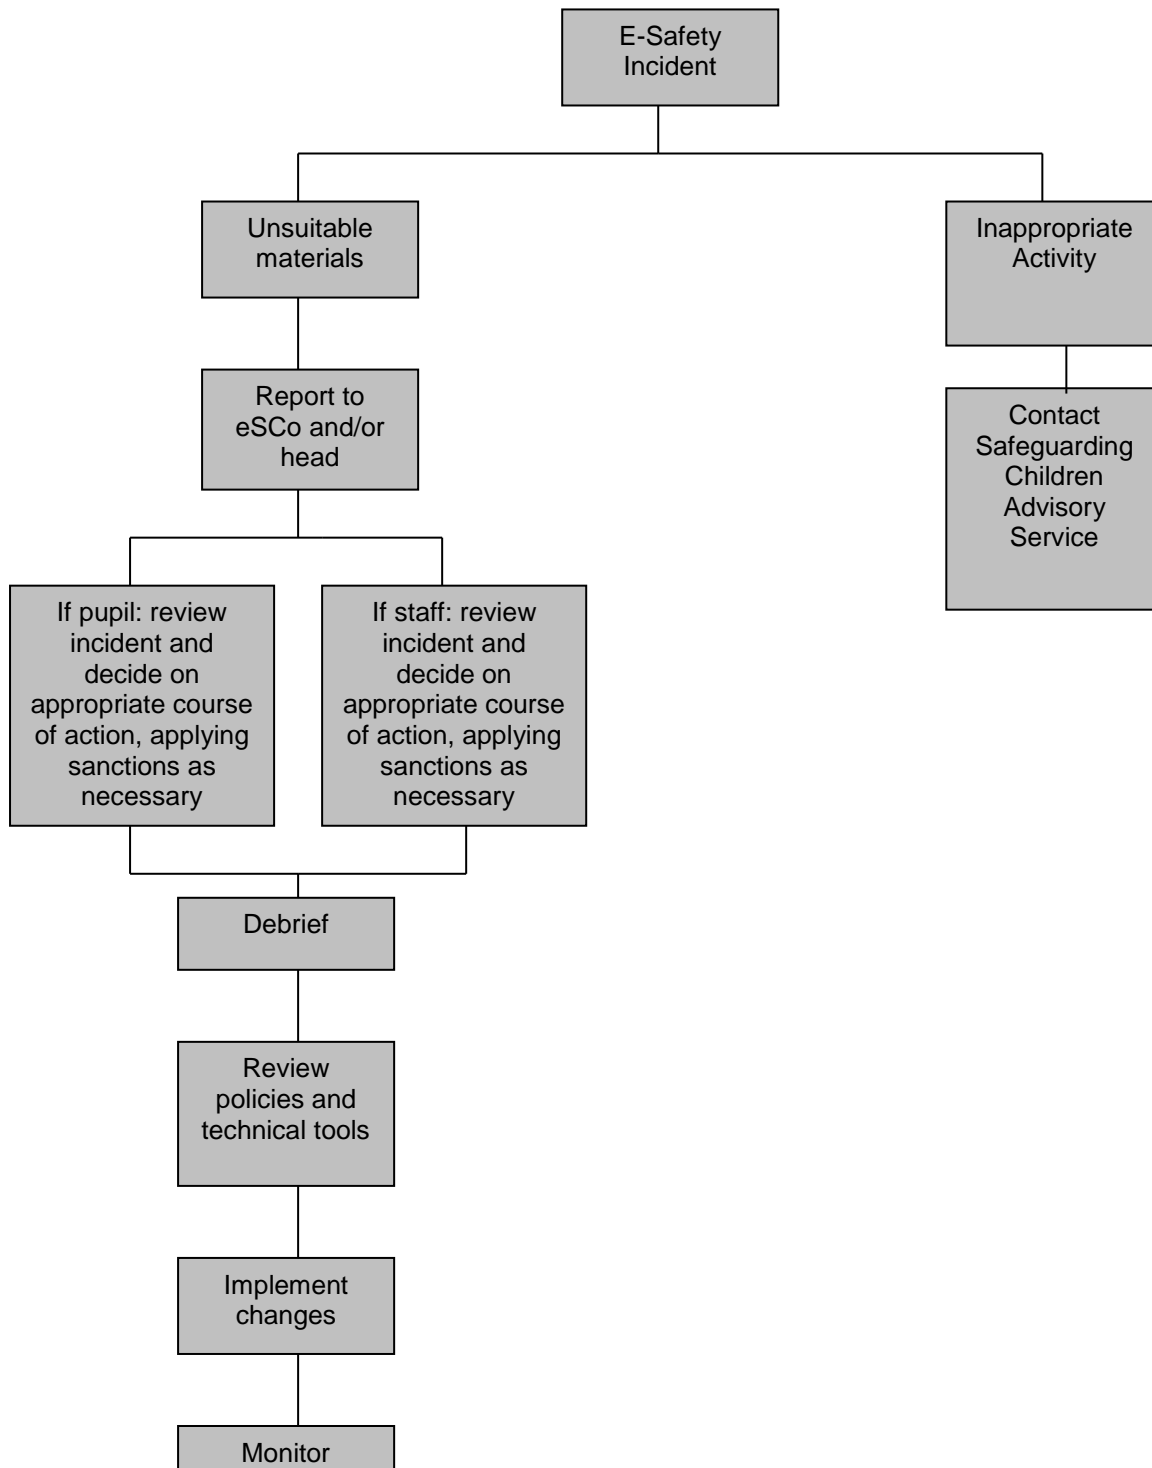 E-Safety
Incident
Unsuitable
materials
Inappropriate
Activity
Report to
eSCo and/or
head
Contact
Safeguarding
Children
Advisory
Service
If pupil: review
incident and
decide on
appropriate course
of action, applying
sanctions as
necessary
If staff: review
incident and
decide on
appropriate course
of action, applying
sanctions as
necessary
Debrief
Review
policies and
technical tools
Implement
changes
Monitor